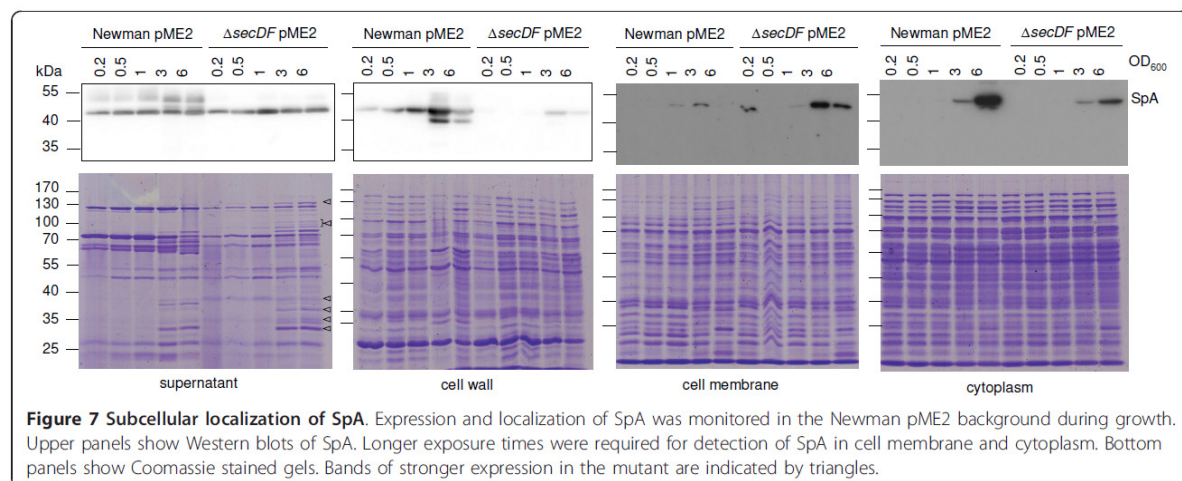 Newman pME2 ΔsecDF pME2 Newman pME2 ΔsecDF pME2 Newman pME2 ΔsecDF pME2 Newman pME2 ΔsecDF pME2
kDa 0.2 0.5 1 3 6 0.2 0.5 1 3 6 0.2 0.5 1 3 6 0.2 0.5 1 3 6 0.2 0.5 1 3 6 0.2 0.5 1 3 6 0.2 0.5 1 3 6 0.2 0.5 1 3 6 OD600
55
SpA
40
35
170
130
100
70
55
40
35
25
supernatant cell wall cell membrane cytoplasm
Figure 7 Subcellular localization of SpA. Expression and localization of SpA was monitored in the Newman pME2 background during growth.
Upper panels show Western blots of SpA. Longer exposure times were required for detection of SpA in cell membrane and cytoplasm. Bottom
panels show Coomassie stained gels. Bands of stronger expression in the mutant are indicated by triangles.